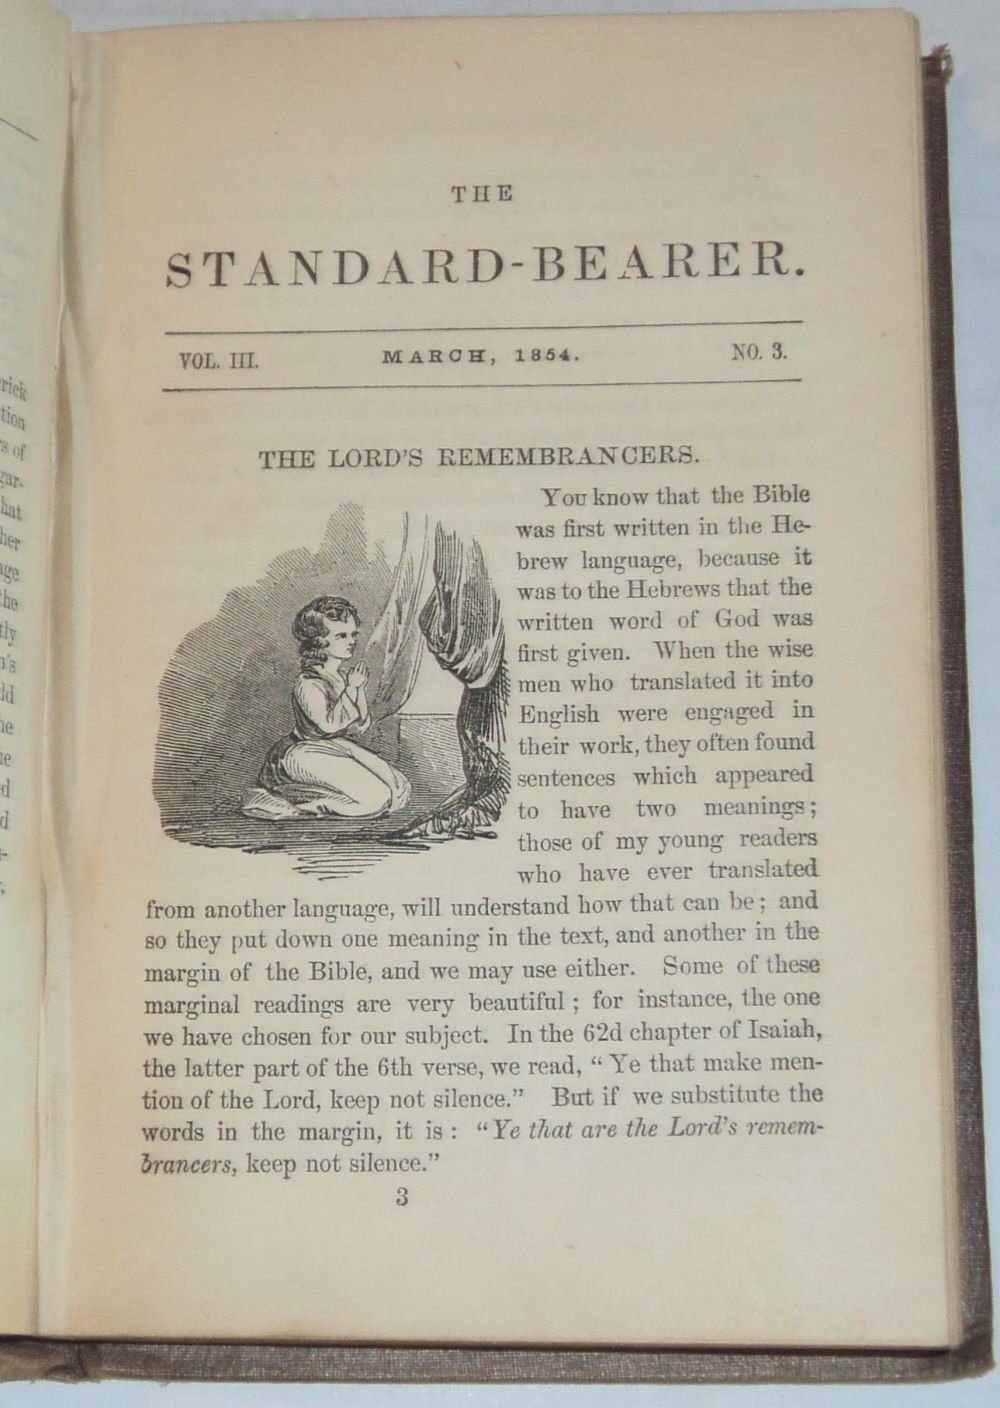 THE
STANDARD-BEARER.
VOL. III. MARCH, 1854. NO. 3.
THE LORD'S REMEMBRANCERS.
You know that the Bible
was first written in the He-
brew language, because it
was to the Hebrews that the
written word of God was
first given. When the wise
men who translated it into
English were engaged in
their work, they often found
sentences which appeared
to have two meanings;
those of my young readers
who have ever translated
from another language, will understand how that can be; and
so they put down one meaning in the text, and another in the
margin of the Bible, and we may use either. Some of these
marginal readings are very beautiful; for instance, the one
we have chosen for our subject. In the 62d chapter of Isaiah,
the latter part of the 6th verse, we read, "Ye that make men-
tion of the Lord, keep not silence." But if we substitute the
words in the margin, it is: "Ye that are the Lord's remem-
brancers, keep not silence."
3